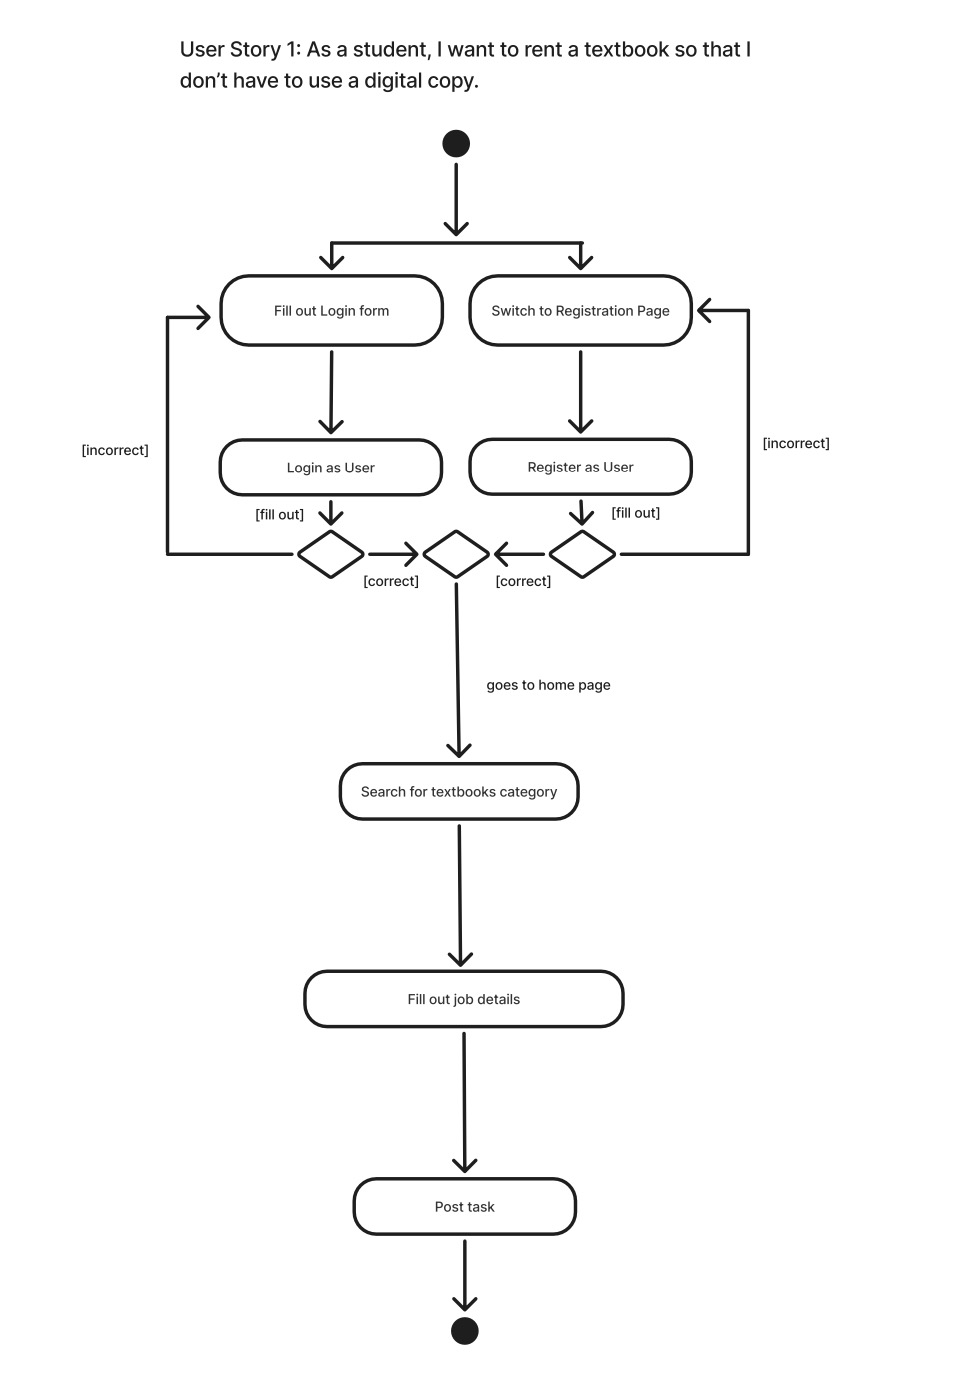 User Story 1: As a student, I want to rent a textbook so that I
don’t have to use a digital copy.
Fill out Login form
Switch to Registration Page
[incorrect]
[incorrect]
Login as User
Register as User
[fill out]
[fill out]
[correct]
[correct]
goes to home page
Search for textbooks category
Fill out job details
Post task